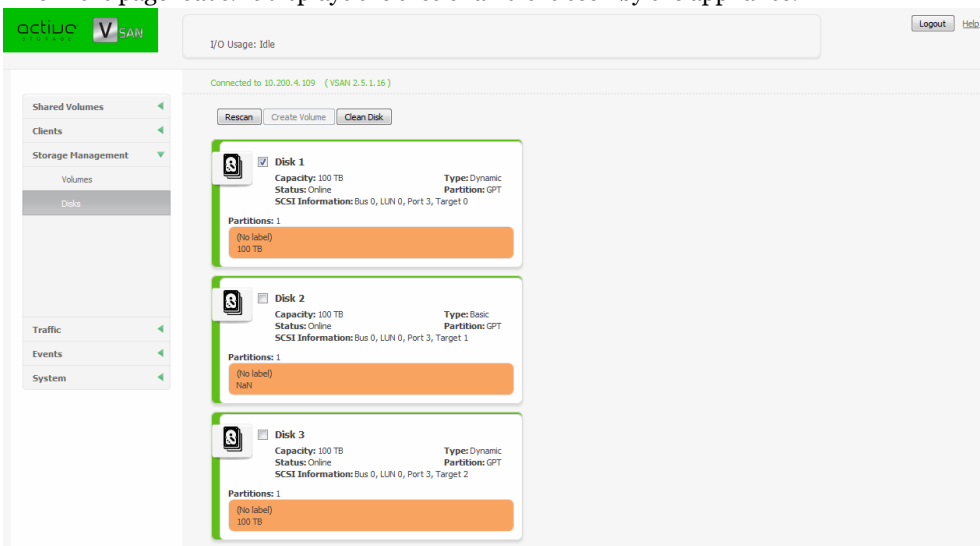 active VSAN
STORAGE
I/O Usage: Idle
Logout Help
Connected to 10.200.4.109 ( VSAN 2.5.1.16 )
Shared Volumes
Clients
Storage Management
Volumes
Disks
Traffic
Events
System
Rescan Create Volume Clean Disk
Disk 1
Capacity: 100 TB Type: Dynamic
Status: Online Partition: GPT
SCSI Information: Bus 0, LUN 0, Port 3, Target 0
Partitions: 1
(No label)
100 TB
Disk 2
Capacity: 100 TB Type: Basic
Status: Online Partition: GPT
SCSI Information: Bus 0, LUN 0, Port 3, Target 1
Partitions: 1
(No label)
NaN
Disk 3
Capacity: 100 TB Type: Dynamic
Status: Online Partition: GPT
SCSI Information: Bus 0, LUN 0, Port 3, Target 2
Partitions: 1
(No label)
100 TB